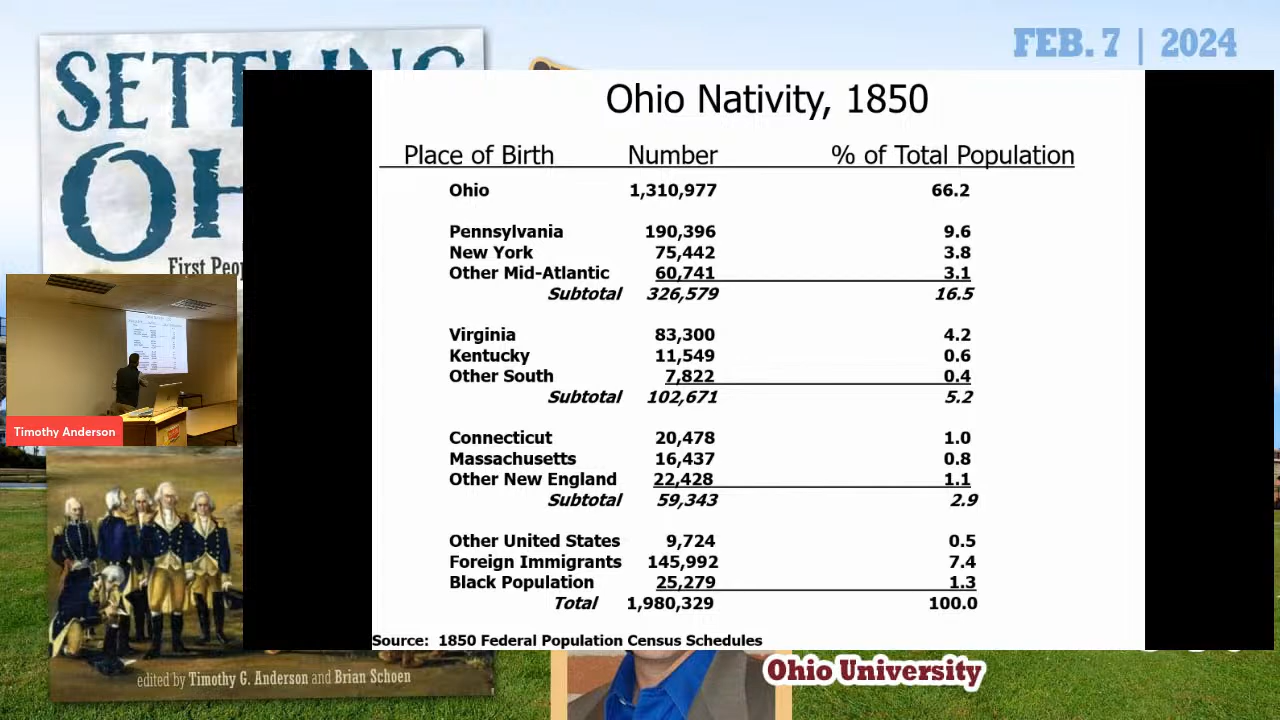 FEB. 7 | 2024
SETTLING
OH
First Peop
Timothy Anderson
edited by Timothy G. Anderson and Brian Schoen
Ohio Nativity, 1850
Place of Birth Number % of Total Population
Ohio 1,310,977 66.2
Pennsylvania 190,396 9.6
New York 75,442 3.8
Other Mid-Atlantic 60,741 3.1
Subtotal 326,579 16.5
Virginia 83,300 4.2
Kentucky 11,549 0.6
Other South 7,822 0.4
Subtotal 102,671 5.2
Connecticut 20,478 1.0
Massachusetts 16,437 0.8
Other New England 22,428 1.1
Subtotal 59,343 2.9
Other United States 9,724 0.5
Foreign Immigrants 145,992 7.4
Black Population 25,279 1.3
Total 1,980,329 100.0
Source: 1850 Federal Population Census Schedules
Ohio University